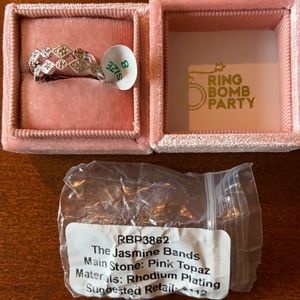 SIZE
8
RING
BOMB
PARTY
RBP3862
The Jasmine Bands
Main Stone: Pink Topaz
Materials: Rhodium Plating
Suggested Retail: